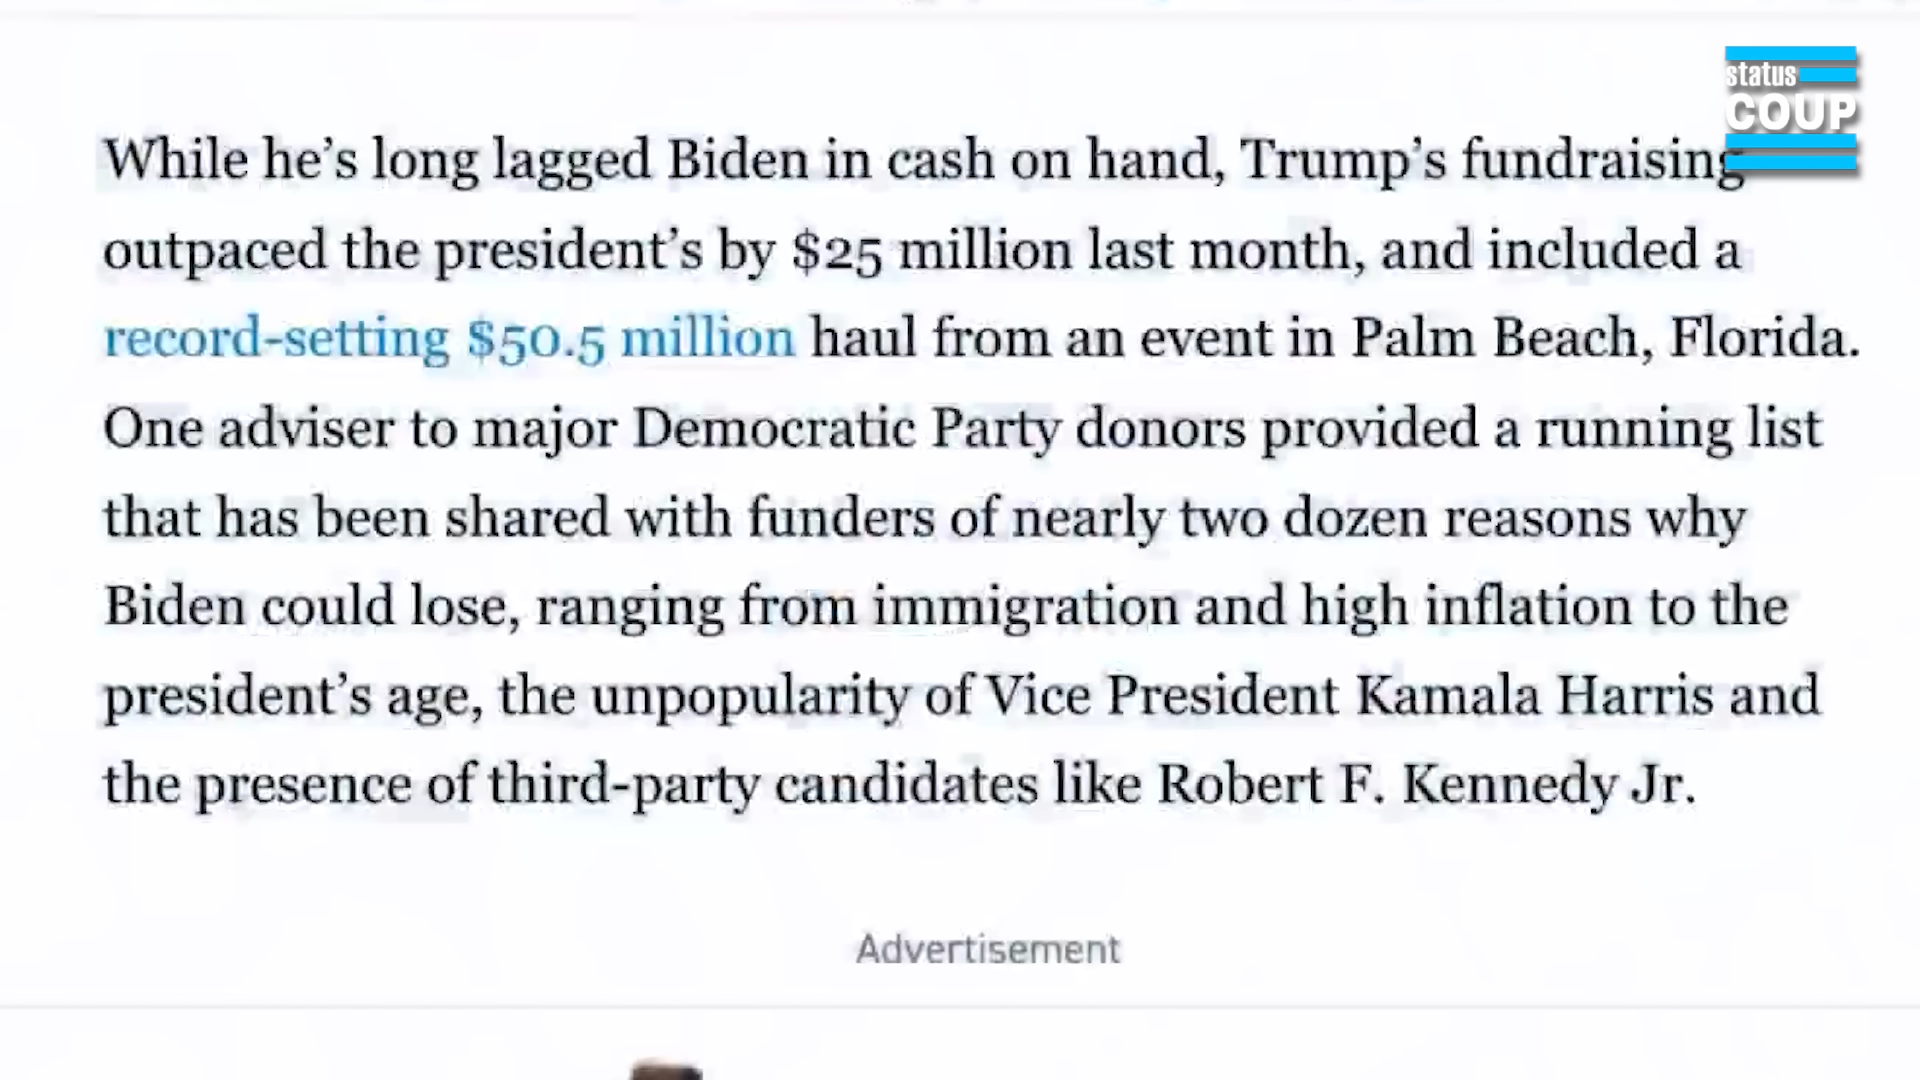 status
COUP
While he’s long lagged Biden in cash on hand, Trump’s fundraising
outpaced the president’s by $25 million last month, and included a
record-setting $50.5 million haul from an event in Palm Beach, Florida.
One adviser to major Democratic Party donors provided a running list
that has been shared with funders of nearly two dozen reasons why
Biden could lose, ranging from immigration and high inflation to the
president’s age, the unpopularity of Vice President Kamala Harris and
the presence of third-party candidates like Robert F. Kennedy Jr.
Advertisement